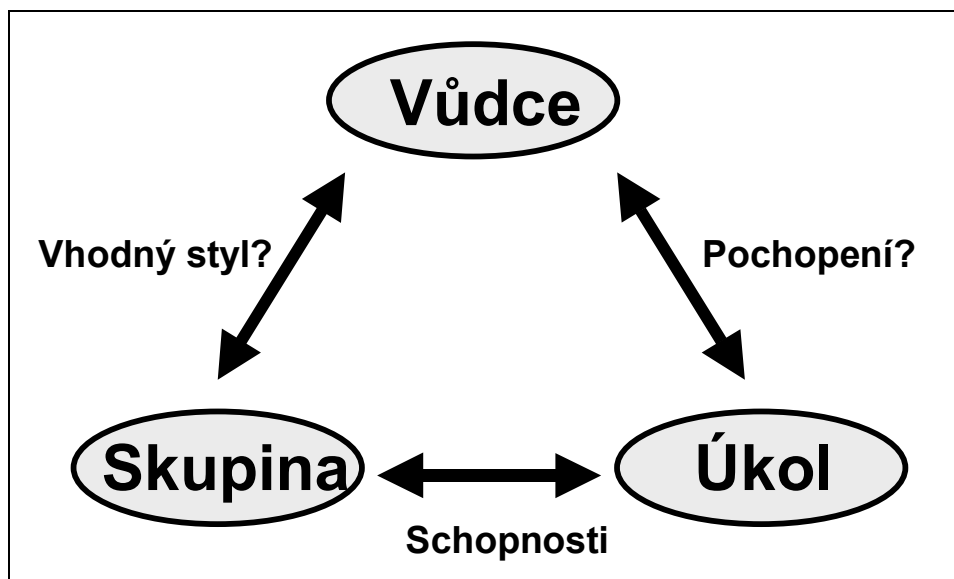 Vůdce
Vhodný styl?
Pochopení?
Skupina
Úkol
Schopnosti